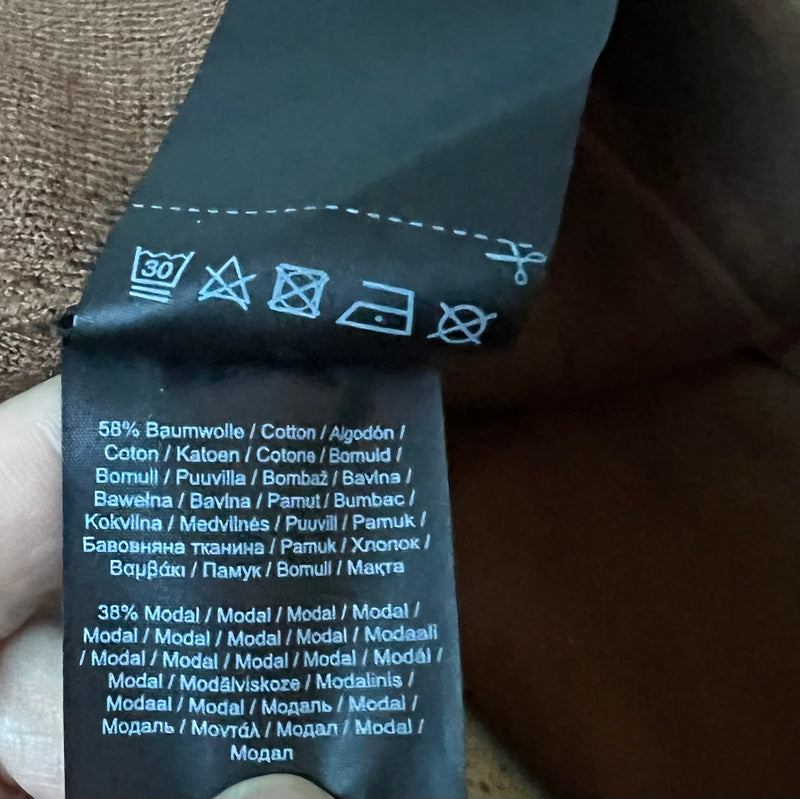 30
58% Baumwolle / Cotton / Algodón /
Coton / Katoen / Cotone / Bomuld /
Bomull / Puuvilla / Bombaž / Bavlna /
Bawełna / Bavlna / Pamut / Bumbac /
Kokvilna / Medvilnės / Puuvill / Pamuk /
Бавовняна тканина / Pamuk / Хлопок /
Βαμβάκι / Памук / Bomull / Мақта
38% Modal / Modal / Modal / Modal /
Modal / Modal / Modal / Modal / Modaali
/ Modal / Modal / Modal / Modal / Modál /
Modal / Modālviskoze / Modalinis /
Modaal / Modal / Модаль / Modal /
Модаль / Μοντάλ / Модал / Modal /
Модал